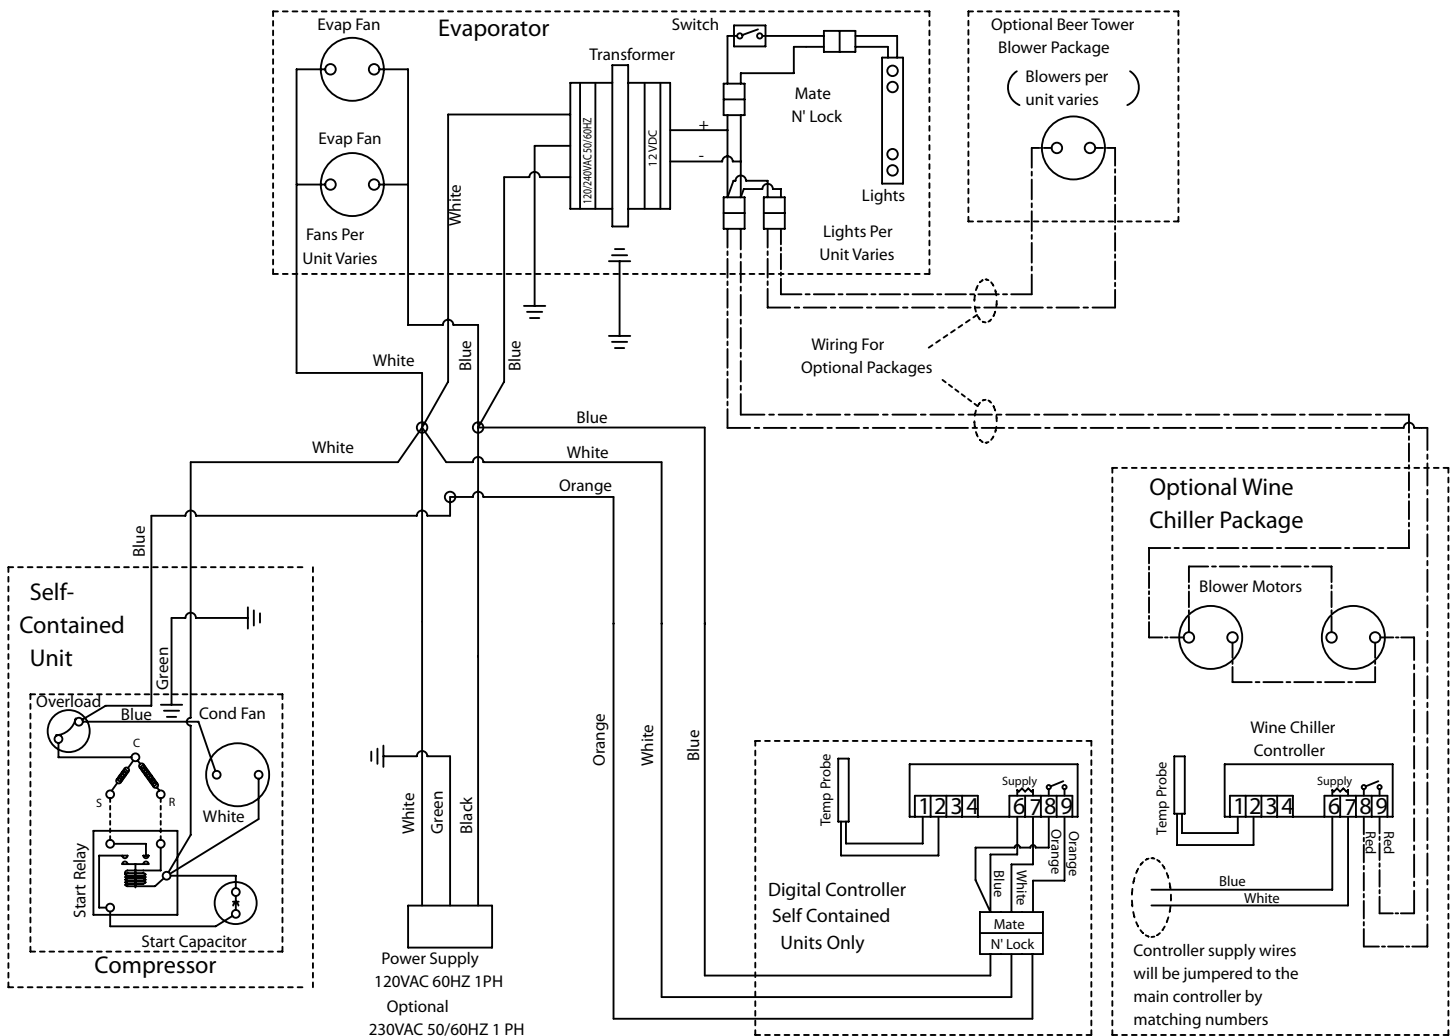 Evaporator
Evap Fan
Evap Fan
Fans Per
Unit Varies
Transformer
120/240VAC 50/60HZ
12 VDC
+
-
Switch
Mate
N' Lock
Lights
Lights Per
Unit Varies
Optional Beer Tower
Blower Package
( Blowers per
unit varies )
White
White
Blue
Blue
Wiring For
Optional Packages
Blue
White
White
Orange
Blue
Self-
Contained
Unit
Green
Overload
Blue
Cond Fan
C
S
R
White
Start Relay
Start Capacitor
Compressor
White
Green
Black
Power Supply
120VAC 60HZ 1PH
Optional
230VAC 50/60HZ 1 PH
Orange
White
Blue
Temp Probe
Supply
1 2 3 4 6 7 8 9
Blue
White
Orange
Orange
Digital Controller
Self Contained
Units Only
Mate
N' Lock
Optional Wine
Chiller Package
Blower Motors
Wine Chiller
Controller
Temp Probe
Supply
1 2 3 4 6 7 8 9
Red
Red
Blue
White
Controller supply wires
will be jumpered to the
main controller by
matching numbers